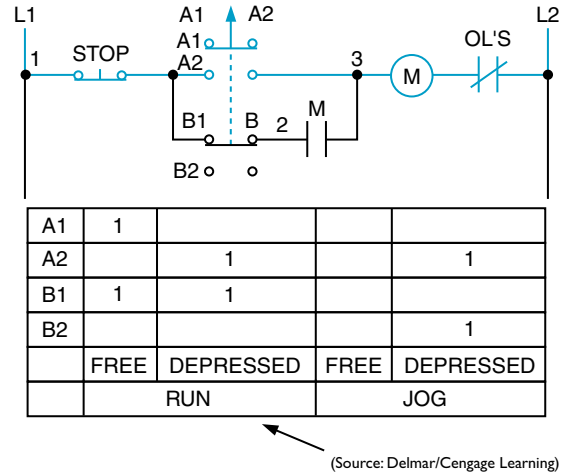 L1 A1 A2 L2
A1
1 STOP A2 3 M OL'S
B1 B 2 M
B2
A1 1
A2 1 1
B1 1 1
B2 1
FREE DEPRESSED FREE DEPRESSED
RUN JOG
(Source: Delmar/Cengage Learning)